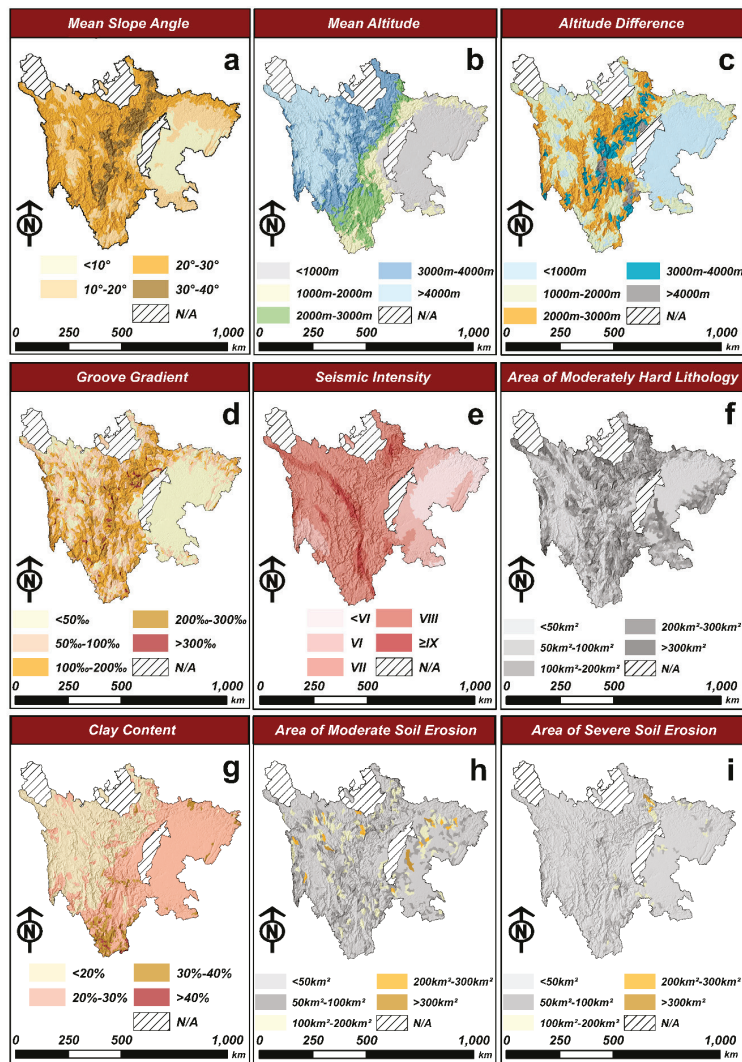 Mean Slope Angle
a
N
<10°
20°-30°
10°-20°
30°-40°
N/A
0 250 500 1,000
km
Mean Altitude
b
N
<1000m
3000m-4000m
1000m-2000m
>4000m
2000m-3000m
N/A
0 250 500 1,000
km
Altitude Difference
c
N
<1000m
3000m-4000m
1000m-2000m
>4000m
2000m-3000m
N/A
0 250 500 1,000
km
Groove Gradient
d
N
<50‰
200‰-300‰
50‰-100‰
>300‰
100‰-200‰
N/A
0 250 500 1,000
km
Seismic Intensity
e
N
<VI
VIII
VI
≥IX
VII
N/A
0 250 500 1,000
km
Area of Moderately Hard Lithology
f
N
<50km²
200km²-300km²
50km²-100km²
>300km²
100km²-200km²
N/A
0 250 500 1,000
km
Clay Content
g
N
<20%
30%-40%
20%-30%
>40%
N/A
0 250 500 1,000
km
Area of Moderate Soil Erosion
h
N
<50km²
200km²-300km²
50km²-100km²
>300km²
100km²-200km²
N/A
0 250 500 1,000
km
Area of Severe Soil Erosion
i
N
<50km²
200km²-300km²
50km²-100km²
>300km²
100km²-200km²
N/A
0 250 500 1,000
km